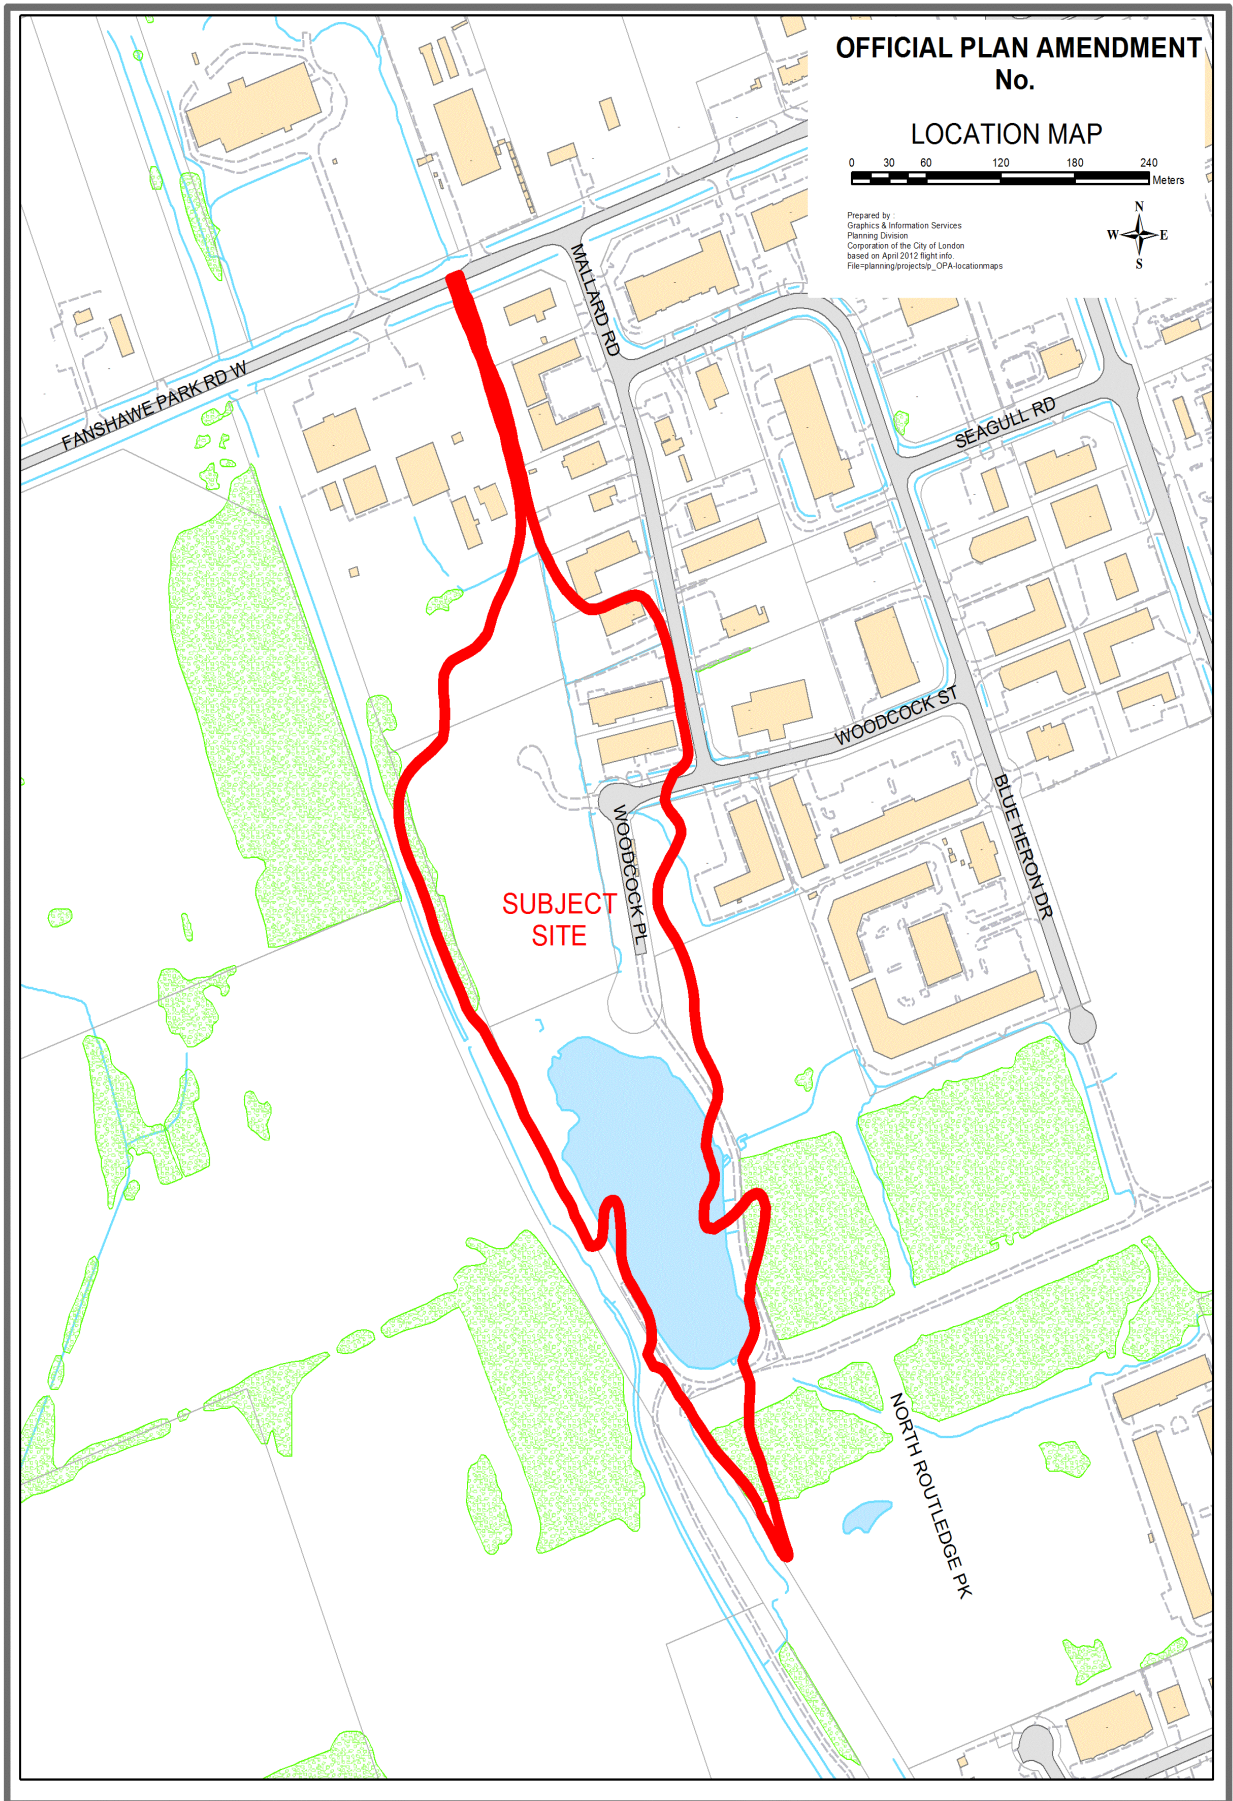 OFFICIAL PLAN AMENDMENT
No.
LOCATION MAP
0 30 60 120 180 240
Meters
Prepared by :
Graphics & Information Services
Planning Division
Corporation of the City of London
based on April 2012 flight info.
File=planning/projects/p_OPA-locationmaps
N
W E
S
MALLARD RD
FANSHAWE PARK RD W
SEAGULL RD
WOODCOCK ST
BLUE HERON DR
WOODCOCK PL
SUBJECT
SITE
NORTH ROUTLEDGE PK